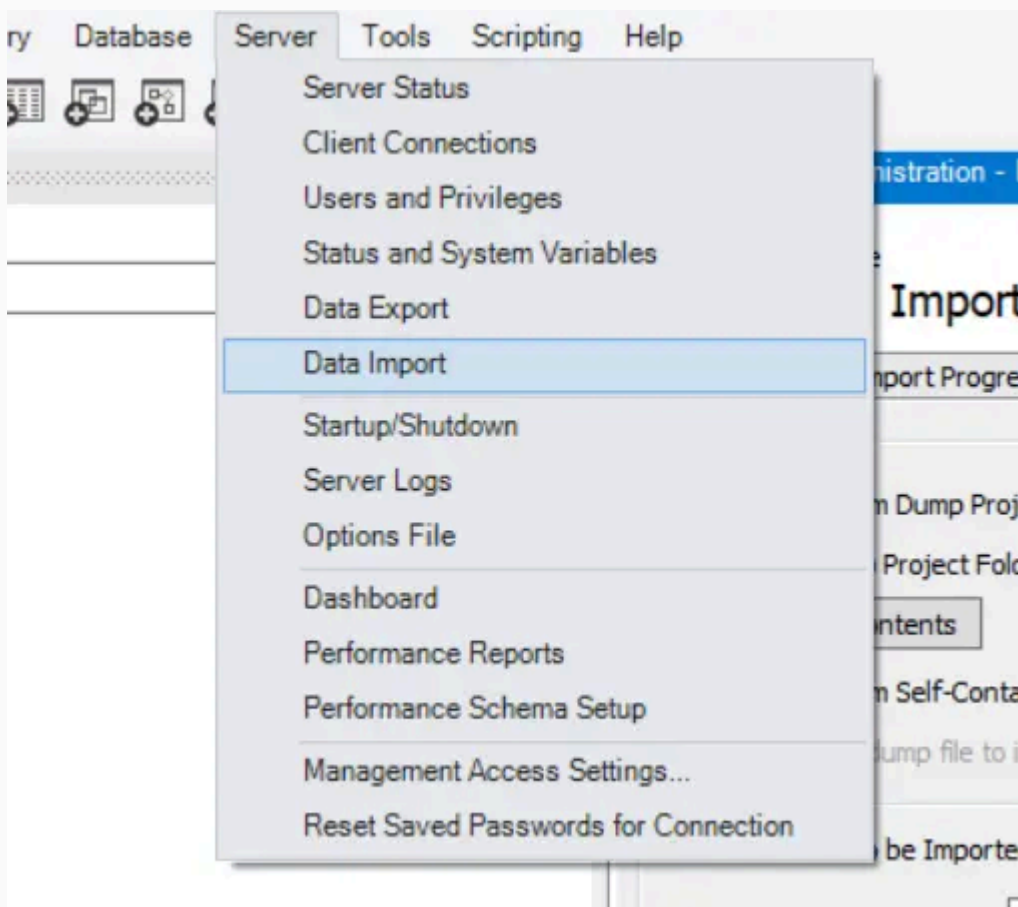 ry Database Server Tools Scripting Help
Server Status
Client Connections
Users and Privileges
Status and System Variables
Data Export
Data Import
Startup/Shutdown
Server Logs
Options File
Dashboard
Performance Reports
Performance Schema Setup
Management Access Settings...
Reset Saved Passwords for Connection
nistration -
e
Import
nport Progre
m Dump Proj
Project Fold
ntents
m Self-Conta
dump file to i
be Importe